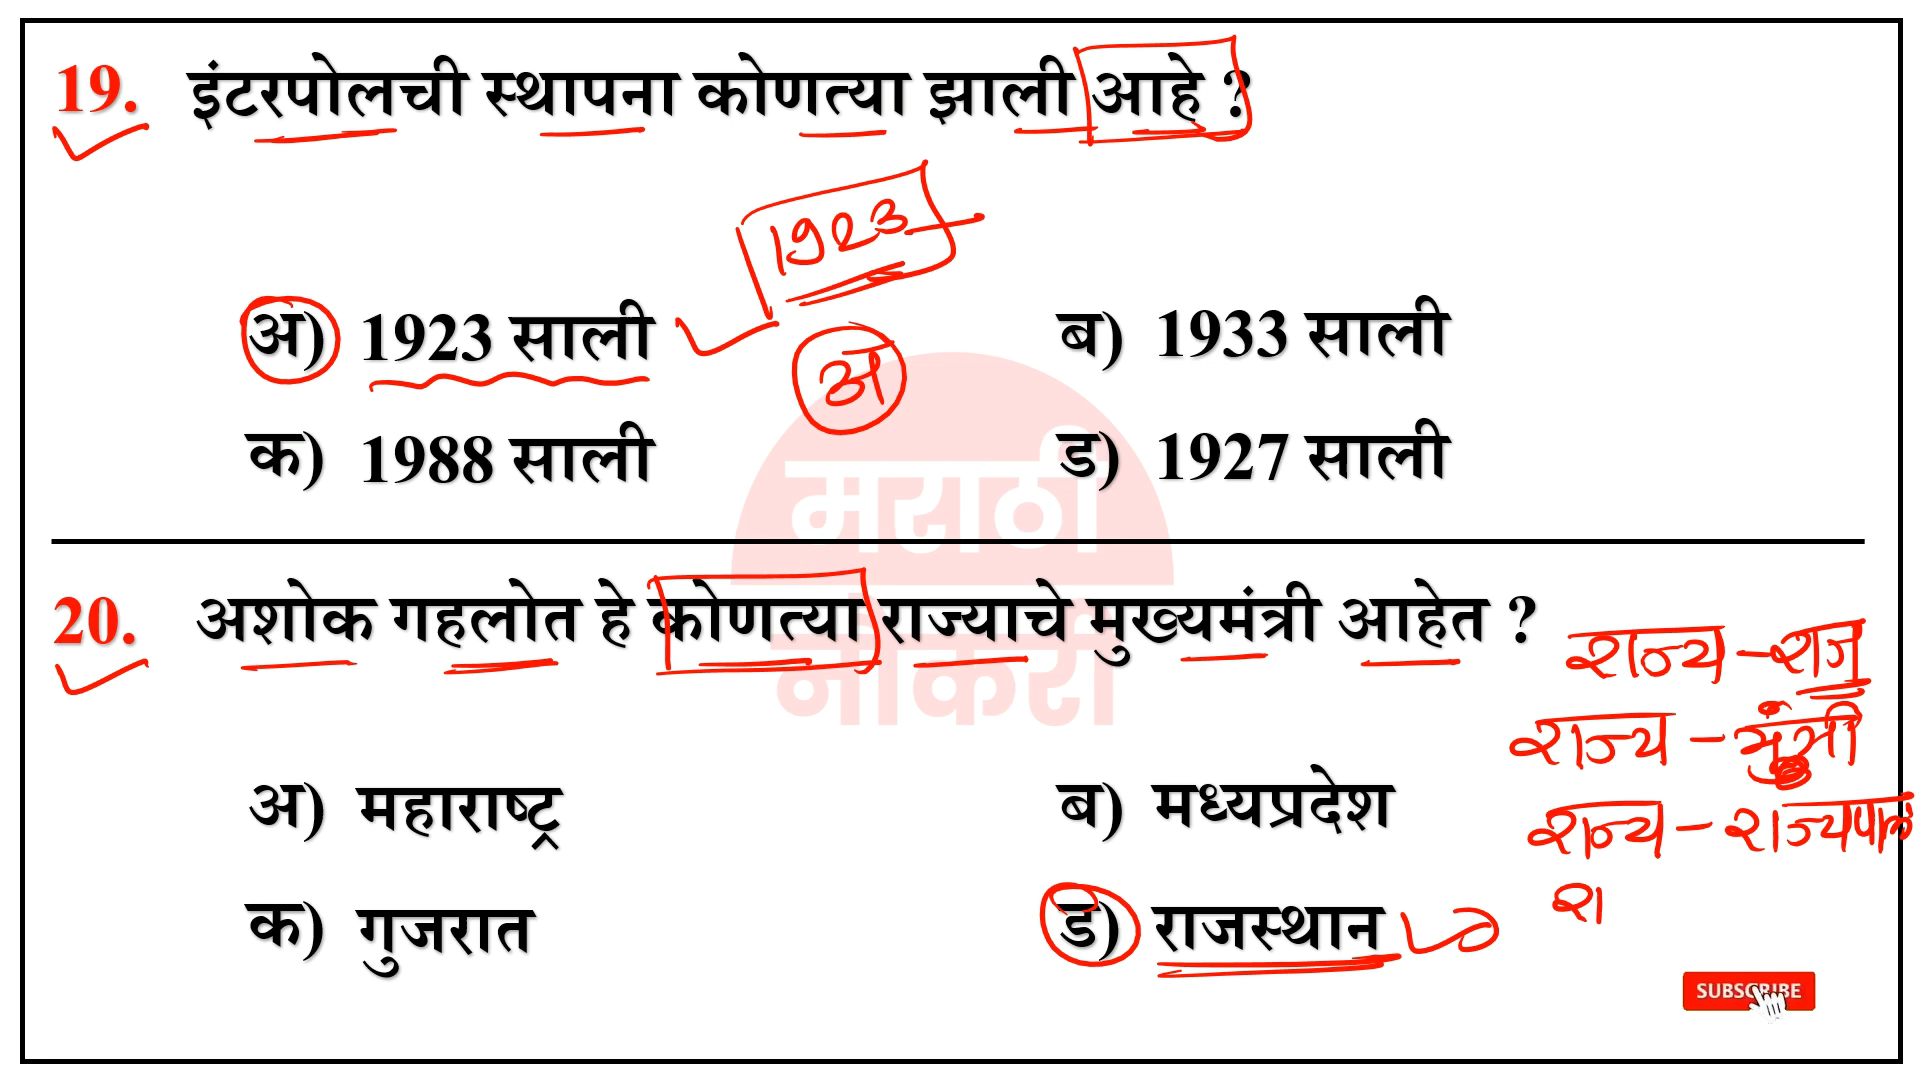 19. इंटरपोलची स्थापना कोणत्या झाली आहे ?
1923
अ) 1923 साली
ब) 1933 साली
अ
क) 1988 साली
ड) 1927 साली
मराठी
नौकरी
20. अशोक गहलोत हे कोणत्या राज्याचे मुख्यमंत्री आहेत ?
राज्य - राज
राज्य -
राज्य - राज्यपाल
रा
अ) महाराष्ट्र
ब) मध्यप्रदेश
क) गुजरात
ड) राजस्थान
SUBSCRIBE